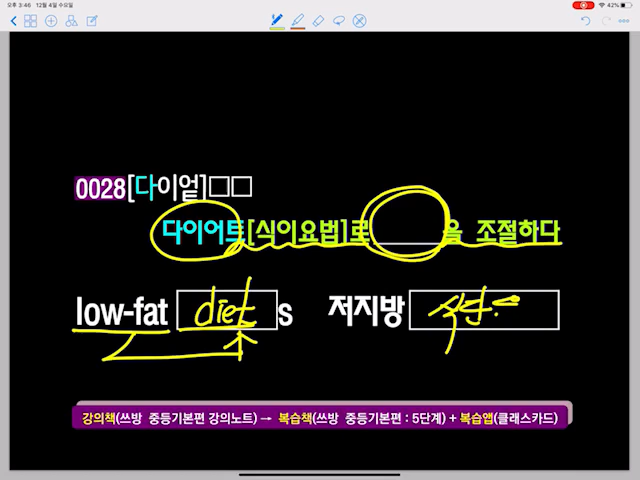 오후 3:46 12월 4일 수요일 42%
0028[다이얻]□□
다이어트[식이요법]로 ______을 조절하다
low-fat diet s 저지방 식단
강의책(쓰방 중등기본편 강의노트) → 복습책(쓰방 중등기본편 : 5단계) + 복습앱(클래스카드)